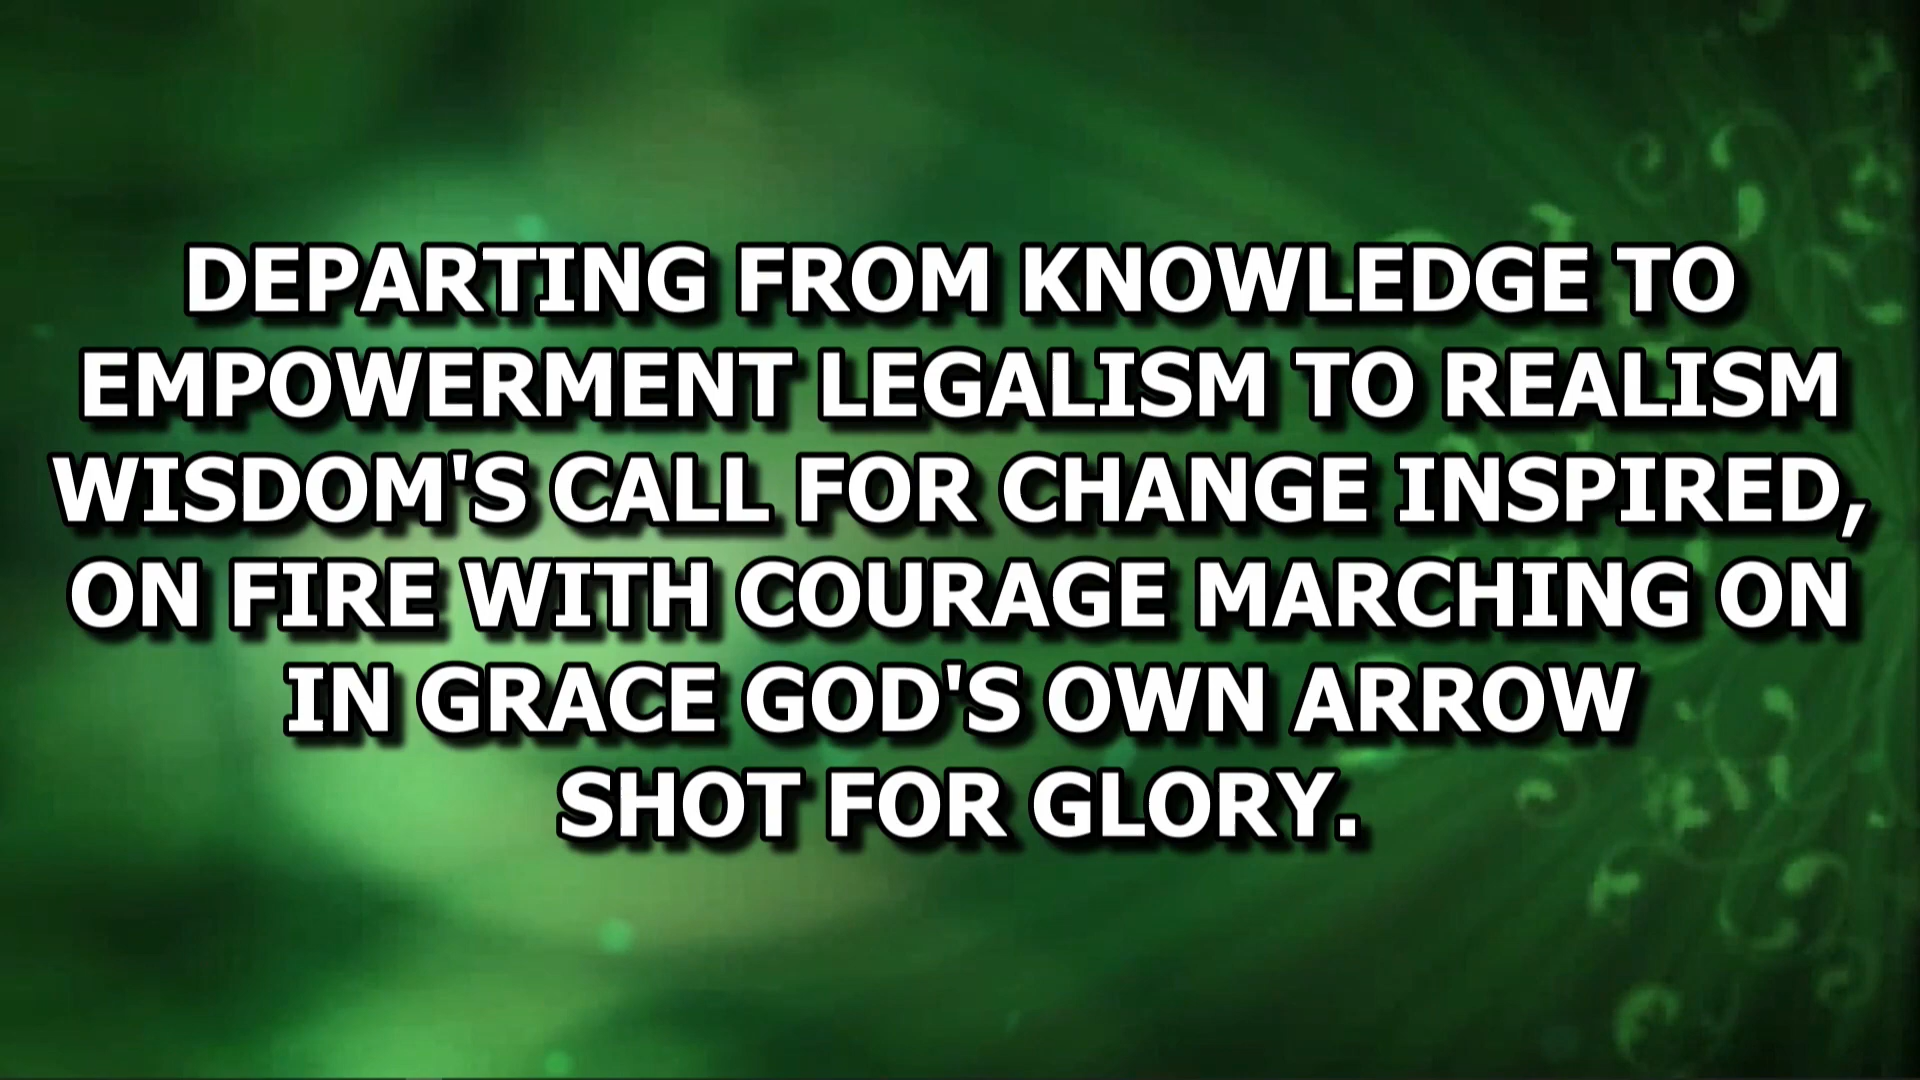 DEPARTING FROM KNOWLEDGE TO
EMPOWERMENT LEGALISM TO REALISM
WISDOM'S CALL FOR CHANGE INSPIRED,
ON FIRE WITH COURAGE MARCHING ON
IN GRACE GOD'S OWN ARROW
SHOT FOR GLORY.